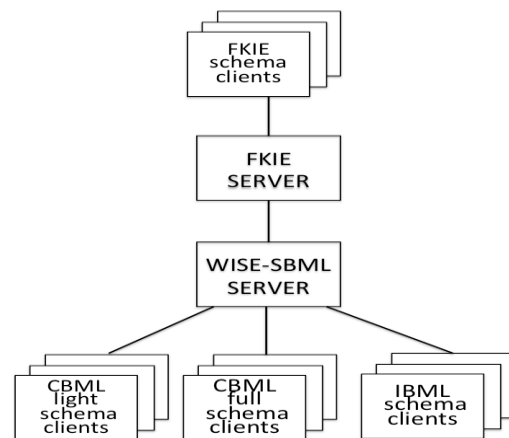 FKIE
schema
clients
FKIE
SERVER
WISE-SBML
SERVER
CBML
light
schema
clients
CBML
full
schema
clients
IBML
schema
clients